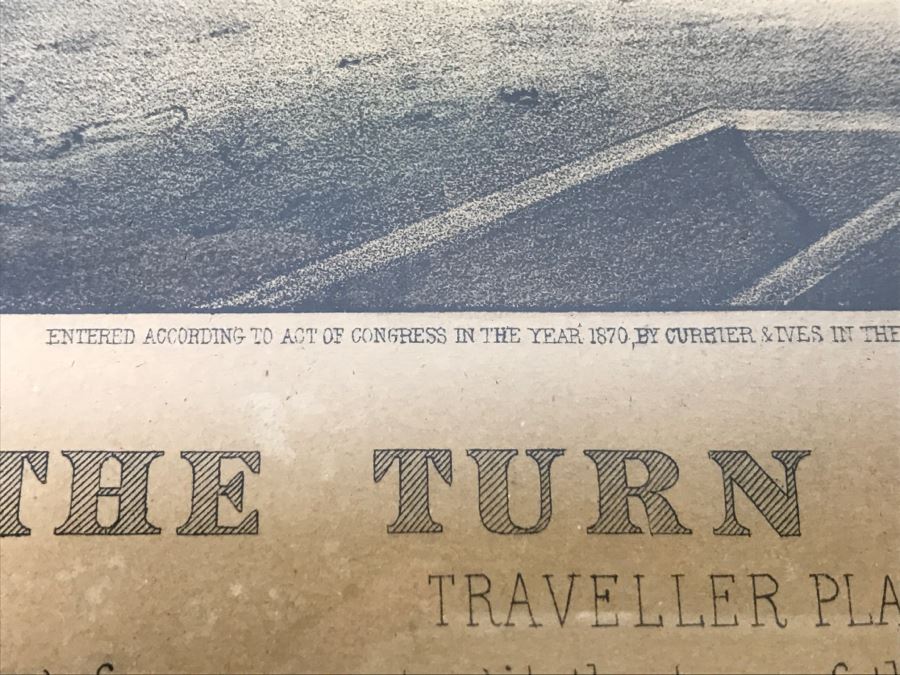 ENTERED ACCORDING TO ACT OF CONGRESS IN THE YEAR 1870, BY CURRIER & IVES IN THE
THE TURN
TRAVELLER PLA